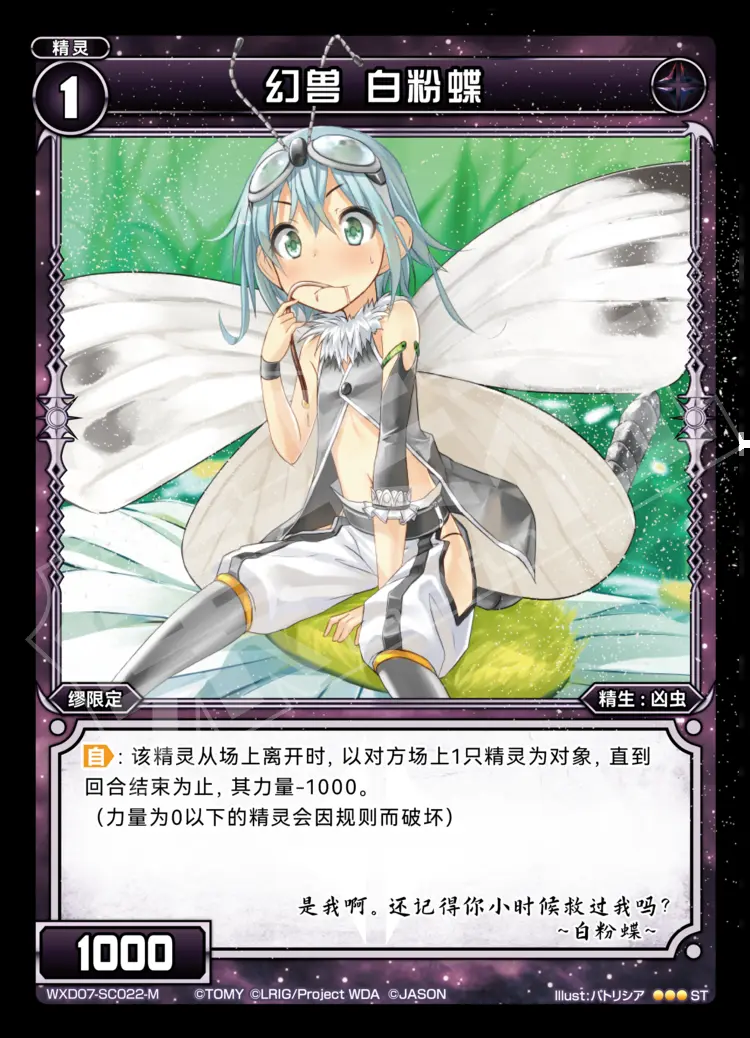 精灵
1
幻兽 白粉蝶
缪限定
精生:凶虫
自:该精灵从场上离开时,以对方场上1只精灵为对象,直到
回合结束为止,其力量-1000。
(力量为0以下的精灵会因规则而破坏)
是我啊。还记得你小时候救过我吗?
~白粉蝶~
1000
WXD07-SC022-M ©TOMY ©LRIG/Project WDA ©JASON Illust:パトリシア ST